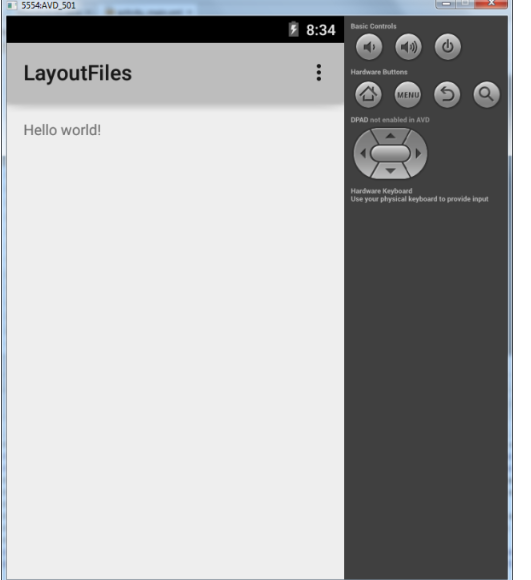 5554:AVD_501
8:34
LayoutFiles
Hello world!
Basic Controls
Hardware Buttons
MENU
DPAD not enabled in AVD
Hardware Keyboard
Use your physical keyboard to provide input